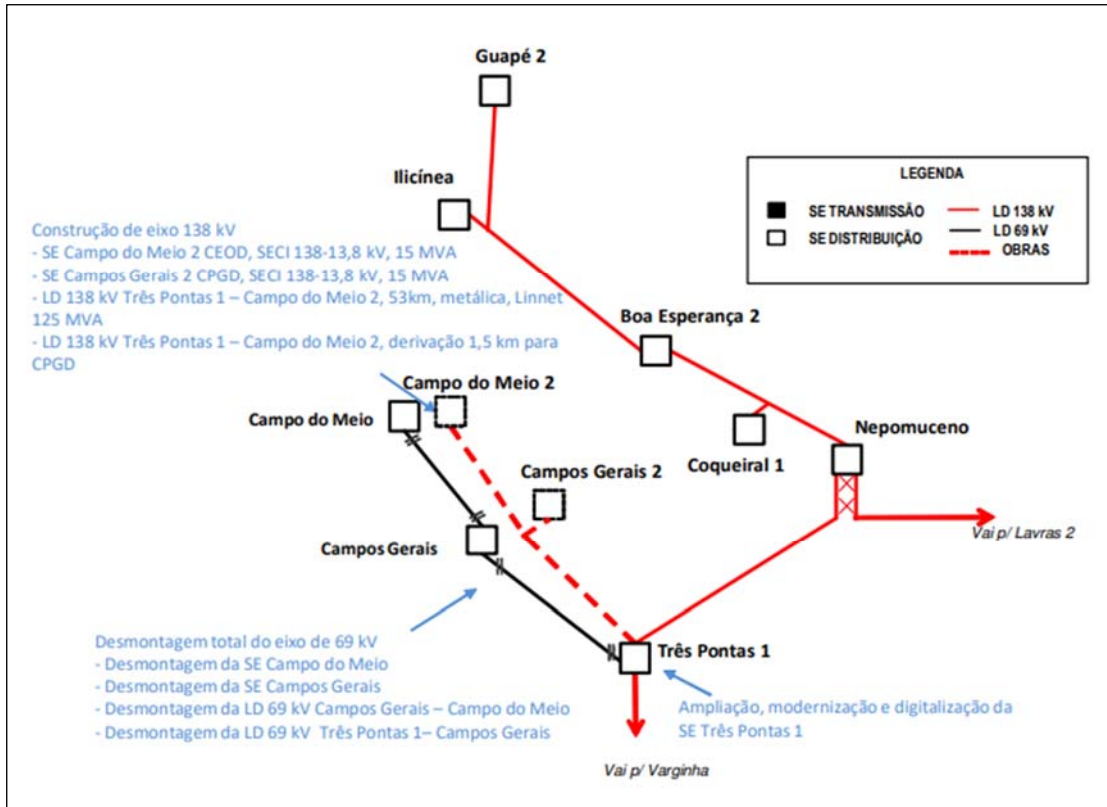 Guapé 2
Ilicínea
LEGENDA
SE TRANSMISSÃO
LD 138 kV
SE DISTRIBUIÇÃO
LD 69 kV
OBRAS
Construção de eixo 138 kV
- SE Campo do Meio 2 CEOD, SECI 138-13,8 kV, 15 MVA
- SE Campos Gerais 2 CPGD, SECI 138-13,8 kV, 15 MVA
- LD 138 kV Três Pontas 1 – Campo do Meio 2, 53km, metálica, Linnet
125 MVA
- LD 138 kV Três Pontas 1 – Campo do Meio 2, derivação 1,5 km para
CPGD
Boa Esperança 2
Campo do Meio 2
Campo do Meio
Nepomuceno
Coqueiral 1
Campos Gerais 2
Vai p/ Lavras 2
Campos Gerais
Desmontagem total do eixo de 69 kV
- Desmontagem da SE Campo do Meio
- Desmontagem da SE Campos Gerais
- Desmontagem da LD 69 kV Campos Gerais – Campo do Meio
- Desmontagem da LD 69 kV  Três Pontas 1– Campos Gerais
Três Pontas 1
Ampliação, modernização e digitalização da
SE Três Pontas 1
Vai p/ Varginha